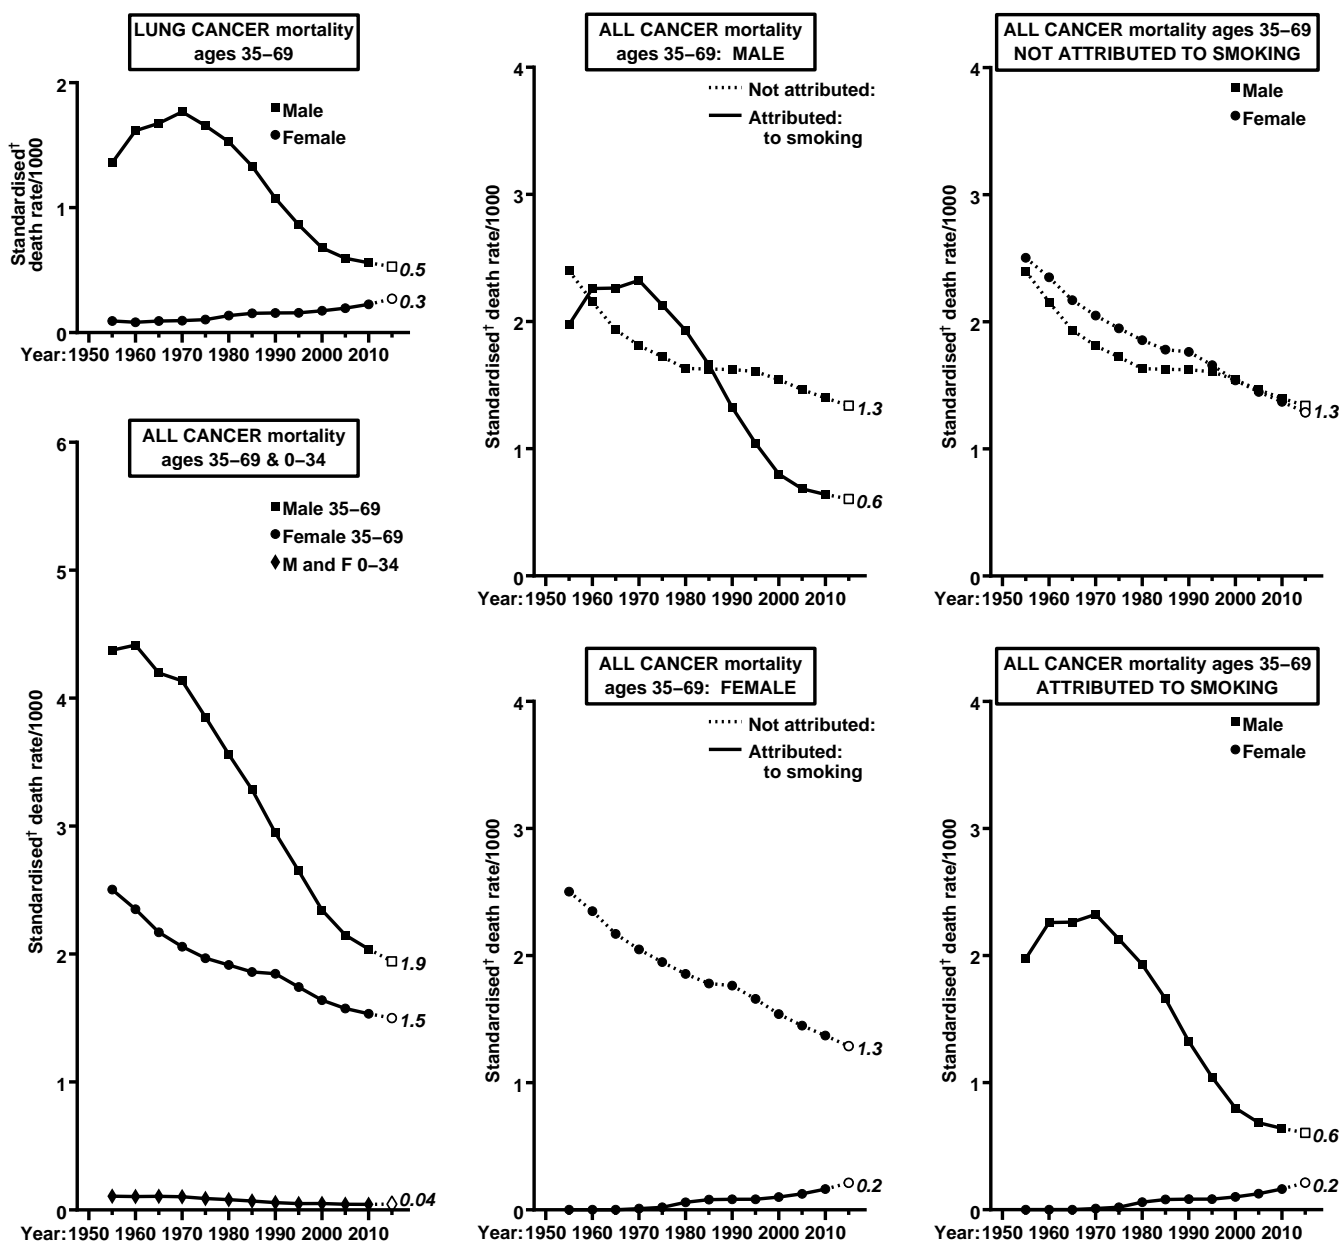 LUNG CANCER mortality
ages 35–69
2
1
0
Standardised†
death rate/1000
Male
Female
0.5
0.3
Year: 1950 1960 1970 1980 1990 2000 2010
ALL CANCER mortality
ages 35–69 & 0–34
6
5
4
3
2
1
0
Standardised† death rate/1000
Male 35–69
Female 35–69
M and F 0–34
1.9
1.5
0.04
Year: 1950 1960 1970 1980 1990 2000 2010
ALL CANCER mortality
ages 35–69: MALE
4
3
2
1
0
Standardised† death rate/1000
Not attributed:
Attributed:
to smoking
1.3
0.6
Year: 1950 1960 1970 1980 1990 2000 2010
ALL CANCER mortality
ages 35–69: FEMALE
4
3
2
1
0
Standardised† death rate/1000
Not attributed:
Attributed:
to smoking
1.3
0.2
Year: 1950 1960 1970 1980 1990 2000 2010
ALL CANCER mortality ages 35–69
NOT ATTRIBUTED TO SMOKING
4
3
2
1
0
Standardised† death rate/1000
Male
Female
1.3
Year: 1950 1960 1970 1980 1990 2000 2010
ALL CANCER mortality ages 35–69
ATTRIBUTED TO SMOKING
4
3
2
1
0
Standardised† death rate/1000
Male
Female
0.6
0.2
Year: 1950 1960 1970 1980 1990 2000 2010